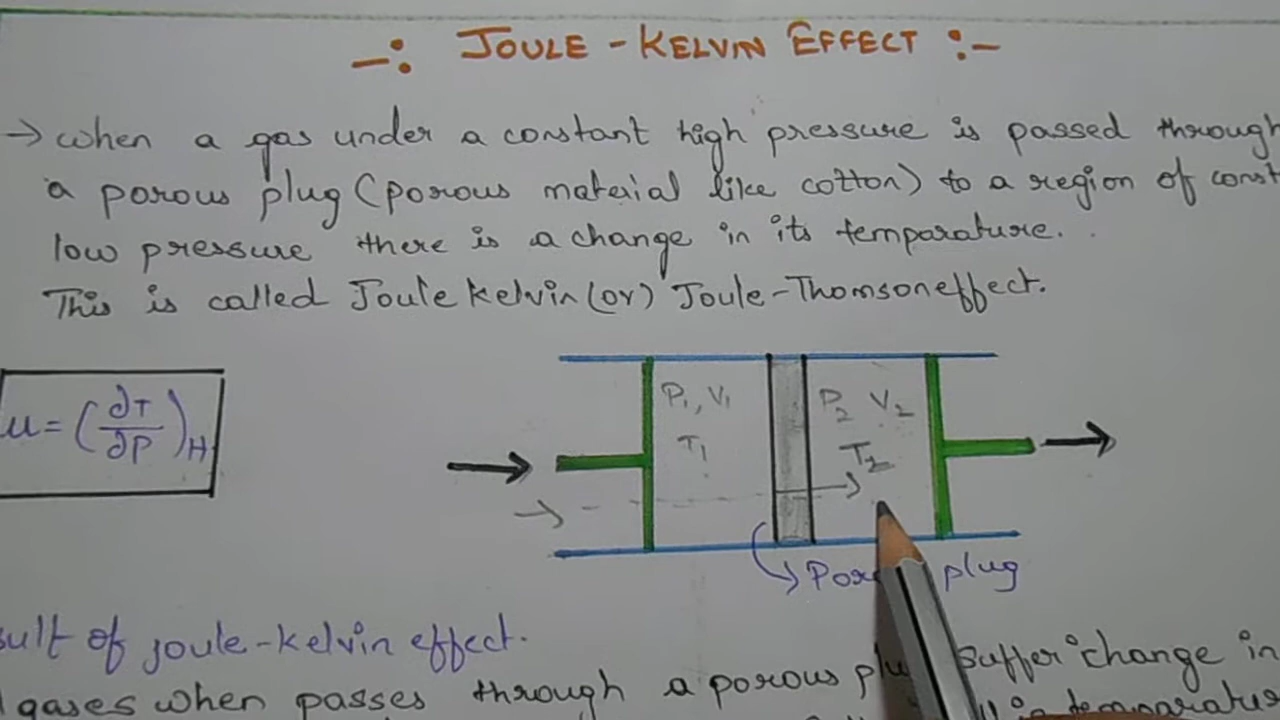 -: JOULE - KELVIN EFFECT :-
→ When a gas under a constant high pressure is passed through
a porous plug (porous material like cotton) to a region of const
low pressure there is a change in its temparature.
This is called Joule kelvin (or) Joule-Thomson effect.
μ = (∂T/∂P)H
P1, V1
T1
P2 V2
T2
plug
of joule-kelvin effect.
gases when passes through a porous suffer change in